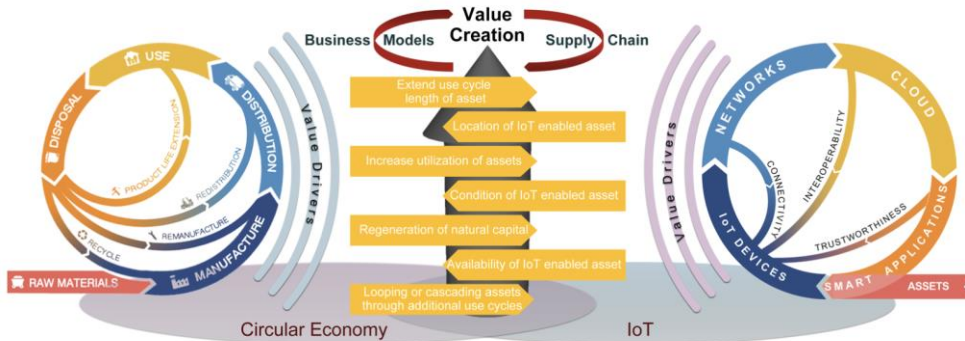 Value
Creation
Business Models
Supply Chain
USE
DISTRIBUTION
DISPOSAL
MANUFACTURE
PRODUCT LIFE EXTENSION
REDISTRIBUTION
REMANUFACTURE
RECYCLE
RAW MATERIALS
Value Drivers
Extend use cycle
length of asset
Location of IoT enabled asset
Increase utilization of assets
Condition of IoT enabled asset
Regeneration of natural capital
Availability of IoT enabled asset
Looping or cascading assets
through additional use cycles
Value Drivers
NETWORKS
CLOUD
IoT DEVICES
SMART APPLICATIONS
CONNECTIVITY
INTEROPERABILITY
TRUSTWORTHINESS
ASSETS
Circular Economy
IoT